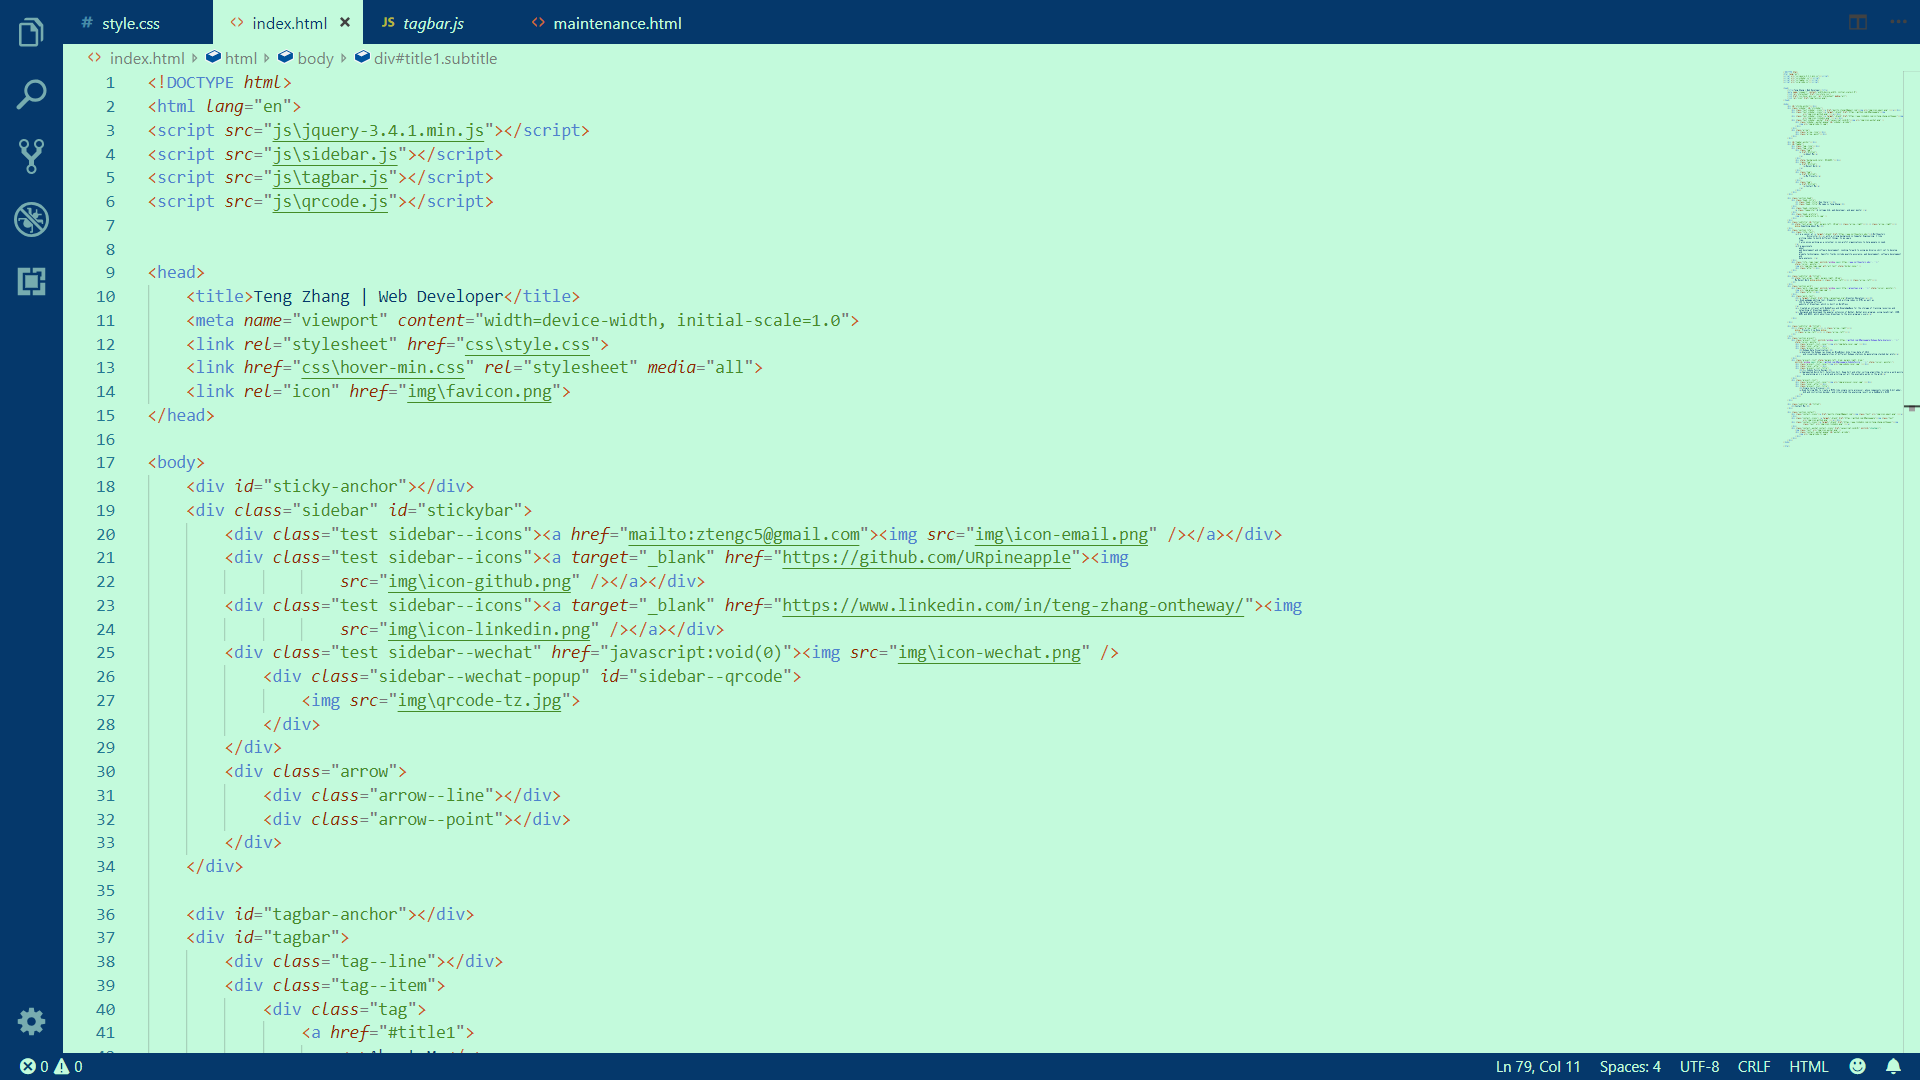 # style.css
<> index.html ×
JS tagbar.js
<> maintenance.html
<> index.html html body div#title1.subtitle
1 <!DOCTYPE html>
2 <html lang="en">
3 <script src="js\jquery-3.4.1.min.js"></script>
4 <script src="js\sidebar.js"></script>
5 <script src="js\tagbar.js"></script>
6 <script src="js\qrcode.js"></script>
7
8
9 <head>
10     <title>Teng Zhang | Web Developer</title>
11     <meta name="viewport" content="width=device-width, initial-scale=1.0">
12     <link rel="stylesheet" href="css\style.css">
13     <link href="css\hover-min.css" rel="stylesheet" media="all">
14     <link rel="icon" href="img\favicon.png">
15 </head>
16
17 <body>
18     <div id="sticky-anchor"></div>
19     <div class="sidebar" id="stickybar">
20         <div class="test sidebar--icons"><a href="mailto:ztengc5@gmail.com"><img src="img\icon-email.png" /></a></div>
21         <div class="test sidebar--icons"><a target="_blank" href="https://github.com/URpineapple"><img
22                     src="img\icon-github.png" /></a></div>
23         <div class="test sidebar--icons"><a target="_blank" href="https://www.linkedin.com/in/teng-zhang-ontheway/"><img
24                     src="img\icon-linkedin.png" /></a></div>
25         <div class="test sidebar--wechat" href="javascript:void(0)"><img src="img\icon-wechat.png" />
26             <div class="sidebar--wechat-popup" id="sidebar--qrcode">
27                 <img src="img\qrcode-tz.jpg">
28             </div>
29         </div>
30         <div class="arrow">
31             <div class="arrow--line"></div>
32             <div class="arrow--point"></div>
33         </div>
34     </div>
35
36     <div id="tagbar-anchor"></div>
37     <div id="tagbar">
38         <div class="tag--line"></div>
39         <div class="tag--item">
40             <div class="tag">
41                 <a href="#title1">
0 0 Ln 79, Col 11 Spaces: 4 UTF-8 CRLF HTML